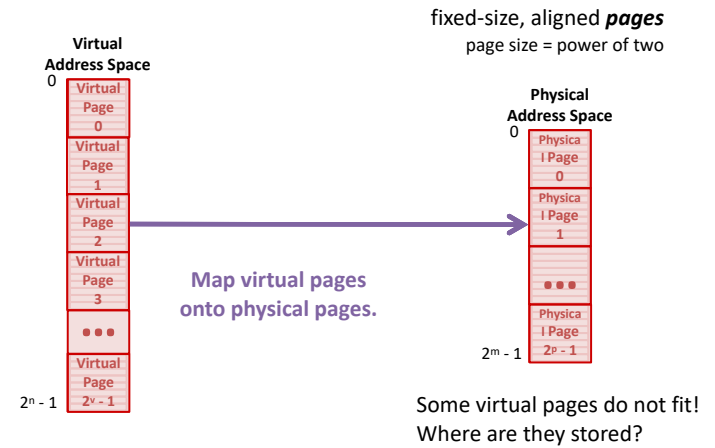 fixed-size, aligned pages
page size = power of two
Virtual
Address Space
0
Virtual
Page
0
Virtual
Page
1
Virtual
Page
2
Virtual
Page
3
...
Virtual
Page
2ᵛ - 1
2ⁿ - 1
Map virtual pages
onto physical pages.
Physical
Address Space
0
Physica
l Page
0
Physica
l Page
1
...
Physica
l Page
2ᵖ - 1
2ᵐ - 1
Some virtual pages do not fit!
Where are they stored?